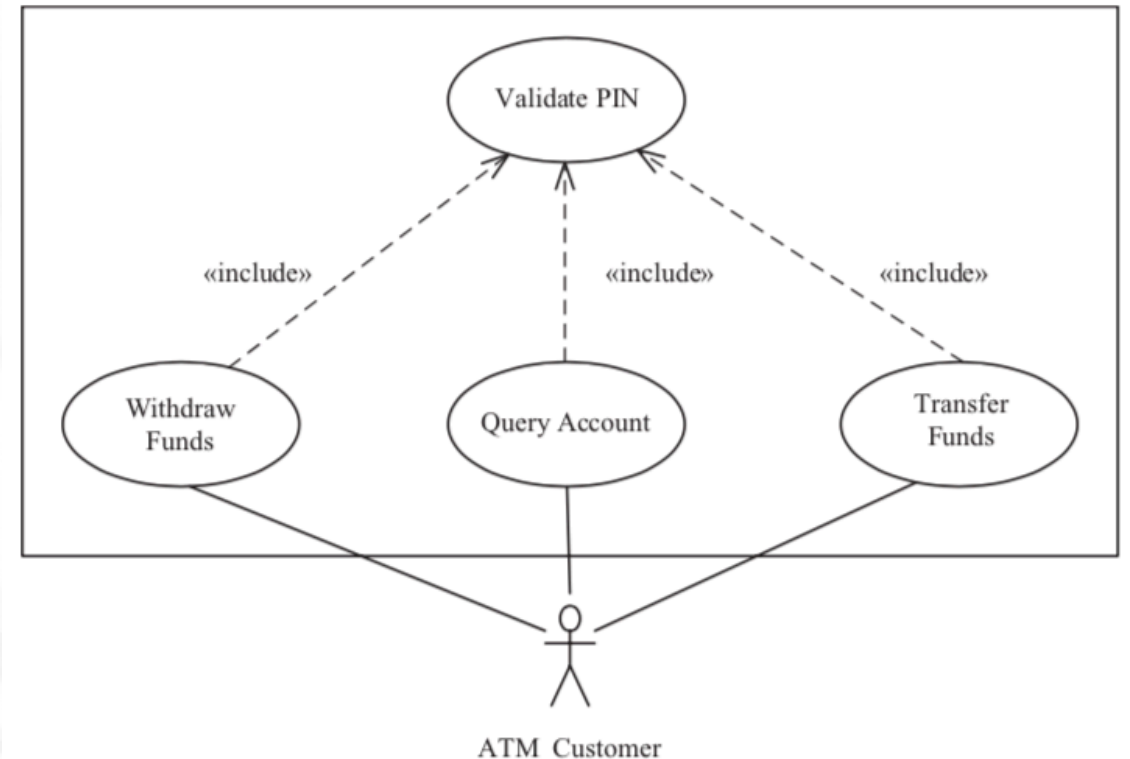 Validate PIN
«include»
«include»
«include»
Withdraw
Funds
Query Account
Transfer
Funds
ATM Customer